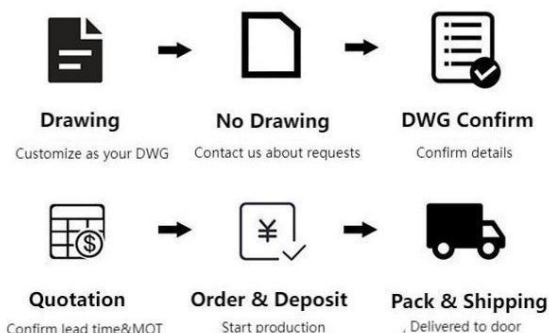 Drawing
No Drawing
DWG Confirm
Customize as your DWG
Contact us about requests
Confirm details
$
¥
Quotation
Order & Deposit
Pack & Shipping
Confirm lead time&MOT
Start production
, Delivered to door